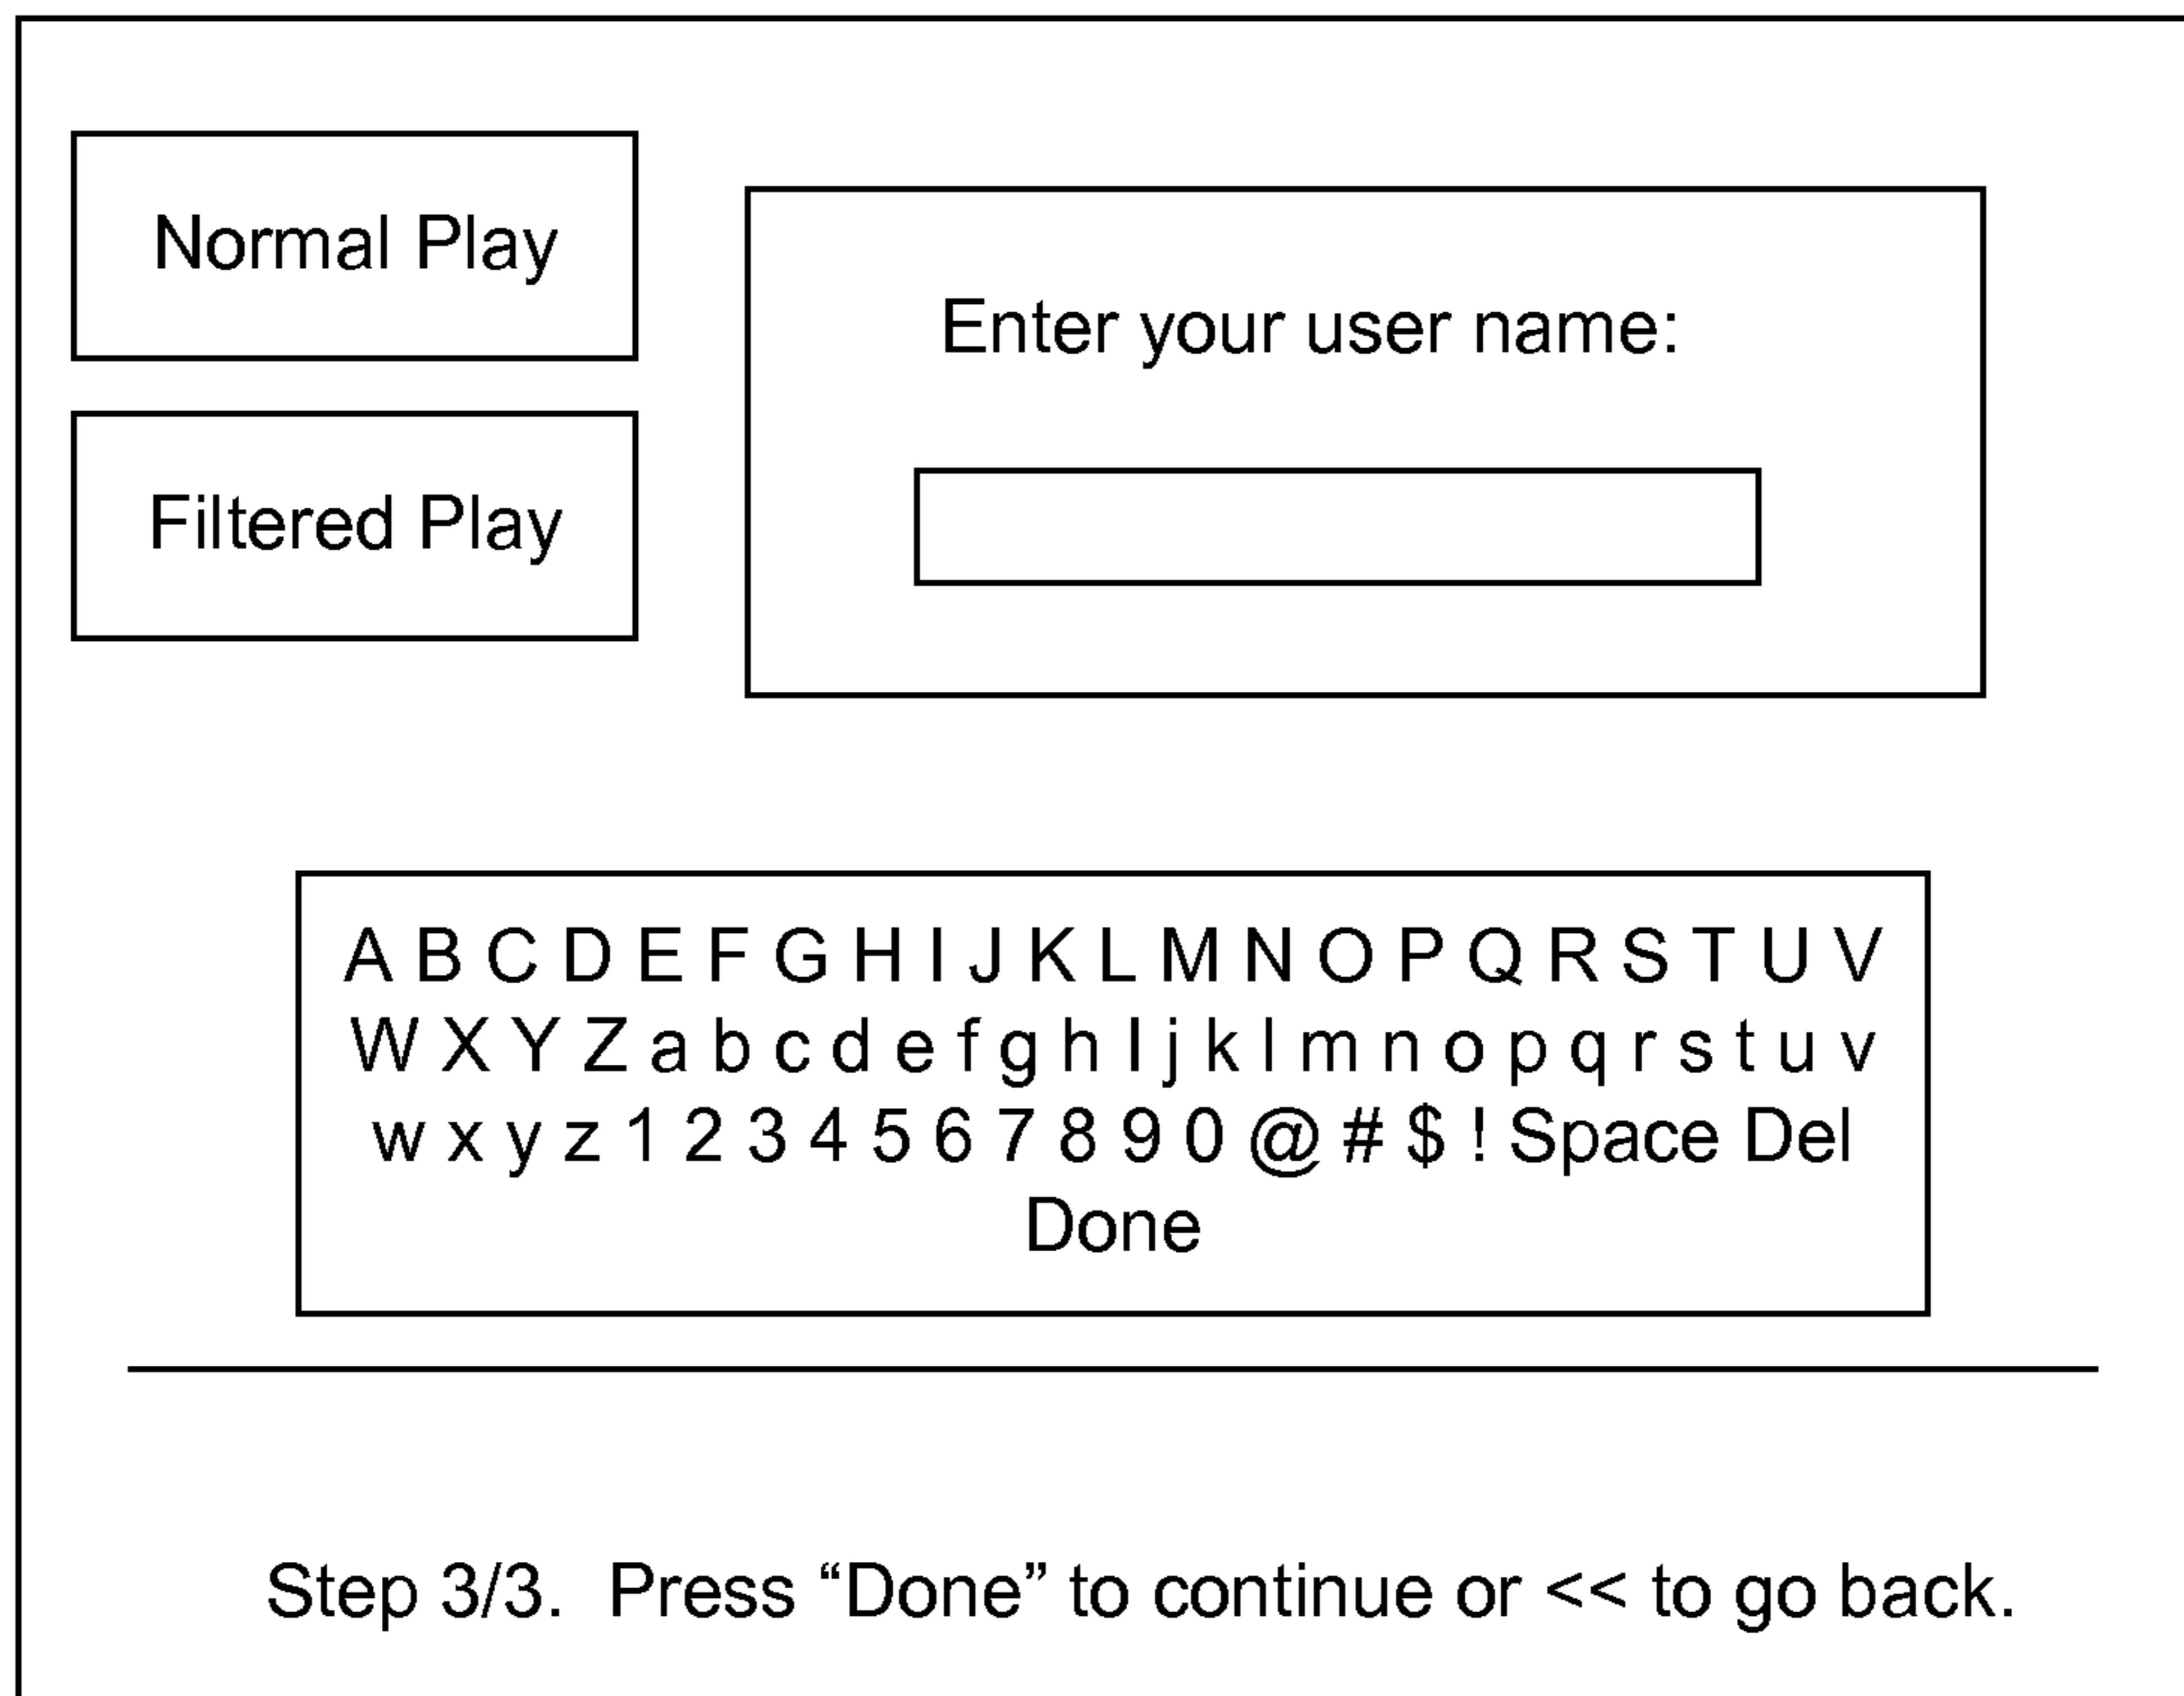 Normal Play
Filtered Play
Enter your user name:
A B C D E F G H I J K L M N O P Q R S T U V
W X Y Z a b c d e f g h I j k l m n o p q r s t u v
w x y z 1 2 3 4 5 6 7 8 9 0 @ # $ ! Space Del
Done
Step 3/3. Press “Done” to continue or << to go back.